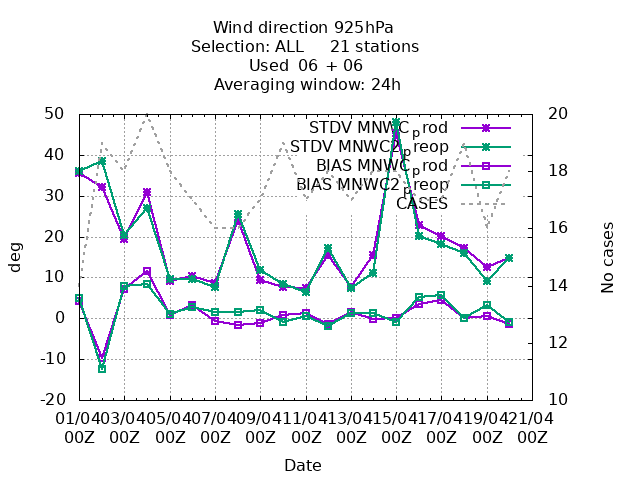 Wind direction 925hPa
Selection: ALL 21 stations
Used 06 + 06
Averaging window: 24h
50 20
STDV MNWC_prod
STDV MNWC2_preop
BIAS MNWC_prod
BIAS MNWC2_preop
CASES
40
30
20
10
0
-10
-20
18
16
14
12
10
deg
No cases
01/04 03/04 05/04 07/04 09/04 11/04 13/04 15/04 17/04 19/04 21/04
00Z 00Z 00Z 00Z 00Z 00Z 00Z 00Z 00Z 00Z 00Z
Date